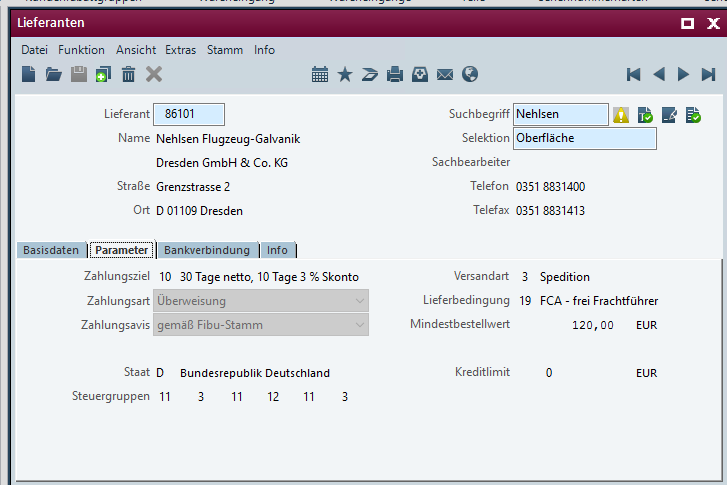 Lieferanten
Datei Funktion Ansicht Extras Stamm Info
Lieferant 86101 Suchbegriff Nehlsen
Name Nehlsen Flugzeug-Galvanik Selektion Oberfläche
Dresden GmbH & Co. KG Sachbearbeiter
Straße Grenzstrasse 2 Telefon 0351 8831400
Ort D 01109 Dresden Telefax 0351 8831413
Basisdaten Parameter Bankverbindung Info
Zahlungsziel 10 30 Tage netto, 10 Tage 3 % Skonto Versandart 3 Spedition
Zahlungsart Überweisung Lieferbedingung 19 FCA - frei Frachtführer
Zahlungsavis gemäß Fibu-Stamm Mindestbestellwert 120,00 EUR
Staat D Bundesrepublik Deutschland Kreditlimit 0 EUR
Steuergruppen 11 3 11 12 11 3